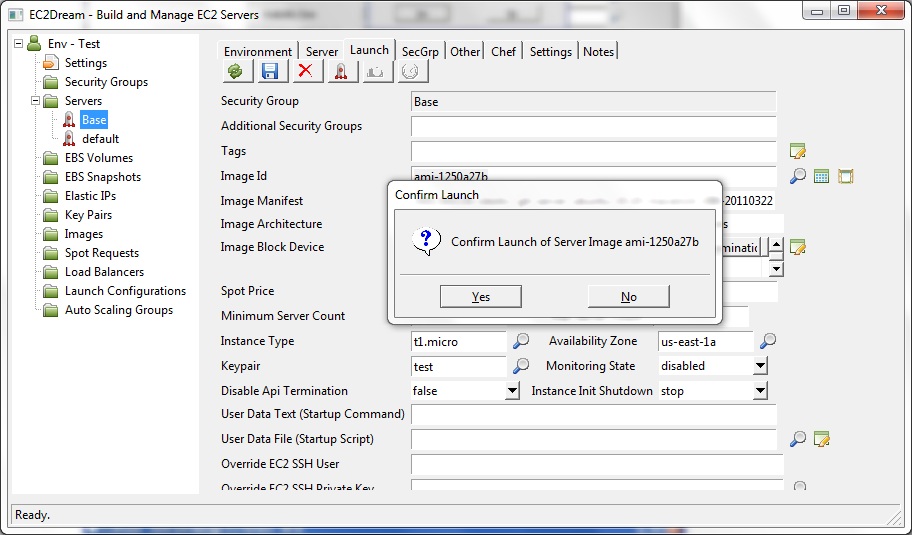 EC2Dream - Build and Manage EC2 Servers
Env - Test
Settings
Security Groups
Servers
Base
default
EBS Volumes
EBS Snapshots
Elastic IPs
Key Pairs
Images
Spot Requests
Load Balancers
Launch Configurations
Auto Scaling Groups
Environment Server Launch SecGrp Other Chef Settings Notes
Security Group Base
Additional Security Groups
Tags
Image Id ami-1250a27b
Image Manifest -20110322
Image Architecture
Image Block Device
Spot Price
Minimum Server Count
Confirm Launch
Confirm Launch of Server Image ami-1250a27b
Yes No
Instance Type t1.micro Availability Zone us-east-1a
Keypair test Monitoring State disabled
Disable Api Termination false Instance Init Shutdown stop
User Data Text (Startup Command)
User Data File (Startup Script)
Override EC2 SSH User
Override EC2 SSH Private Key
Ready.